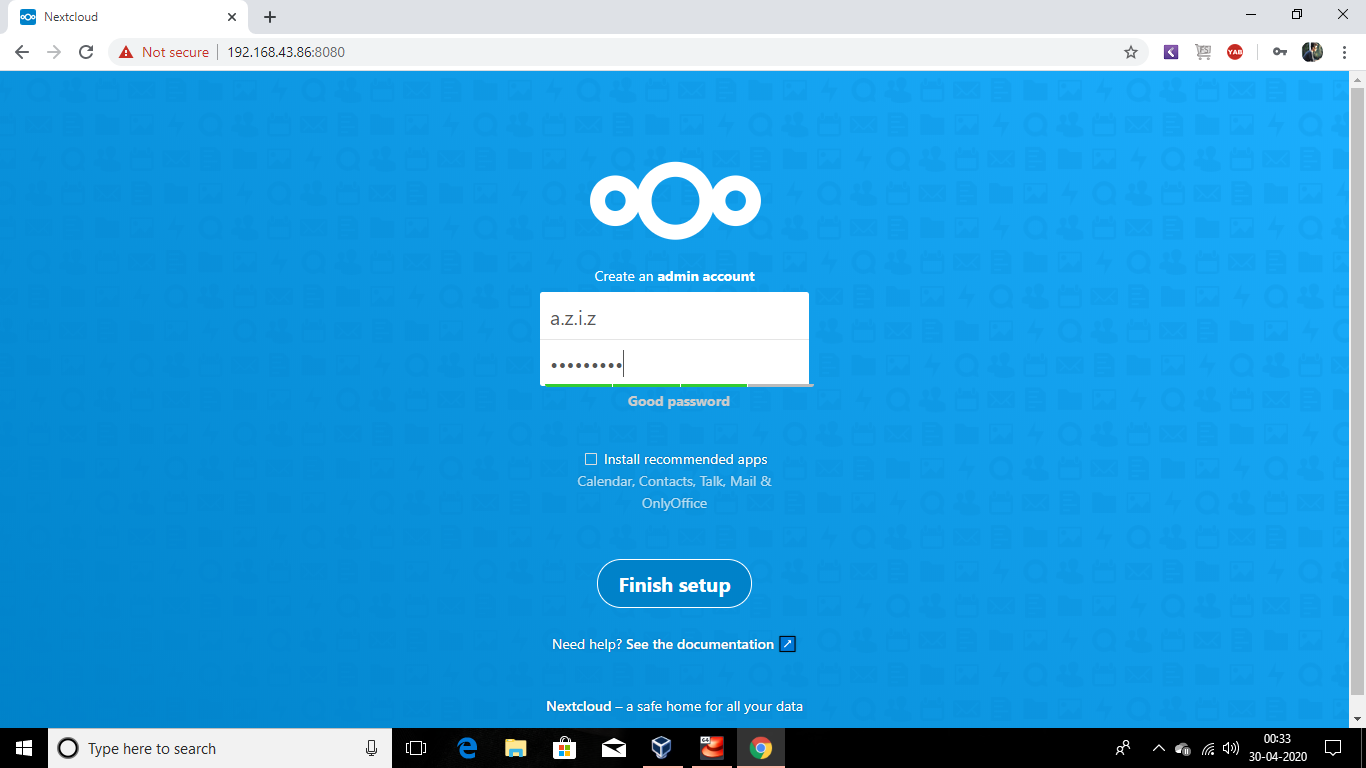 Nextcloud
Not secure
192.168.43.86:8080
YAB
Create an admin account
a.z.i.z
•••••••••
Good password
Install recommended apps
Calendar, Contacts, Talk, Mail &
OnlyOffice
Finish setup
Need help? See the documentation
Nextcloud – a safe home for all your data
Type here to search
00:33
30-04-2020